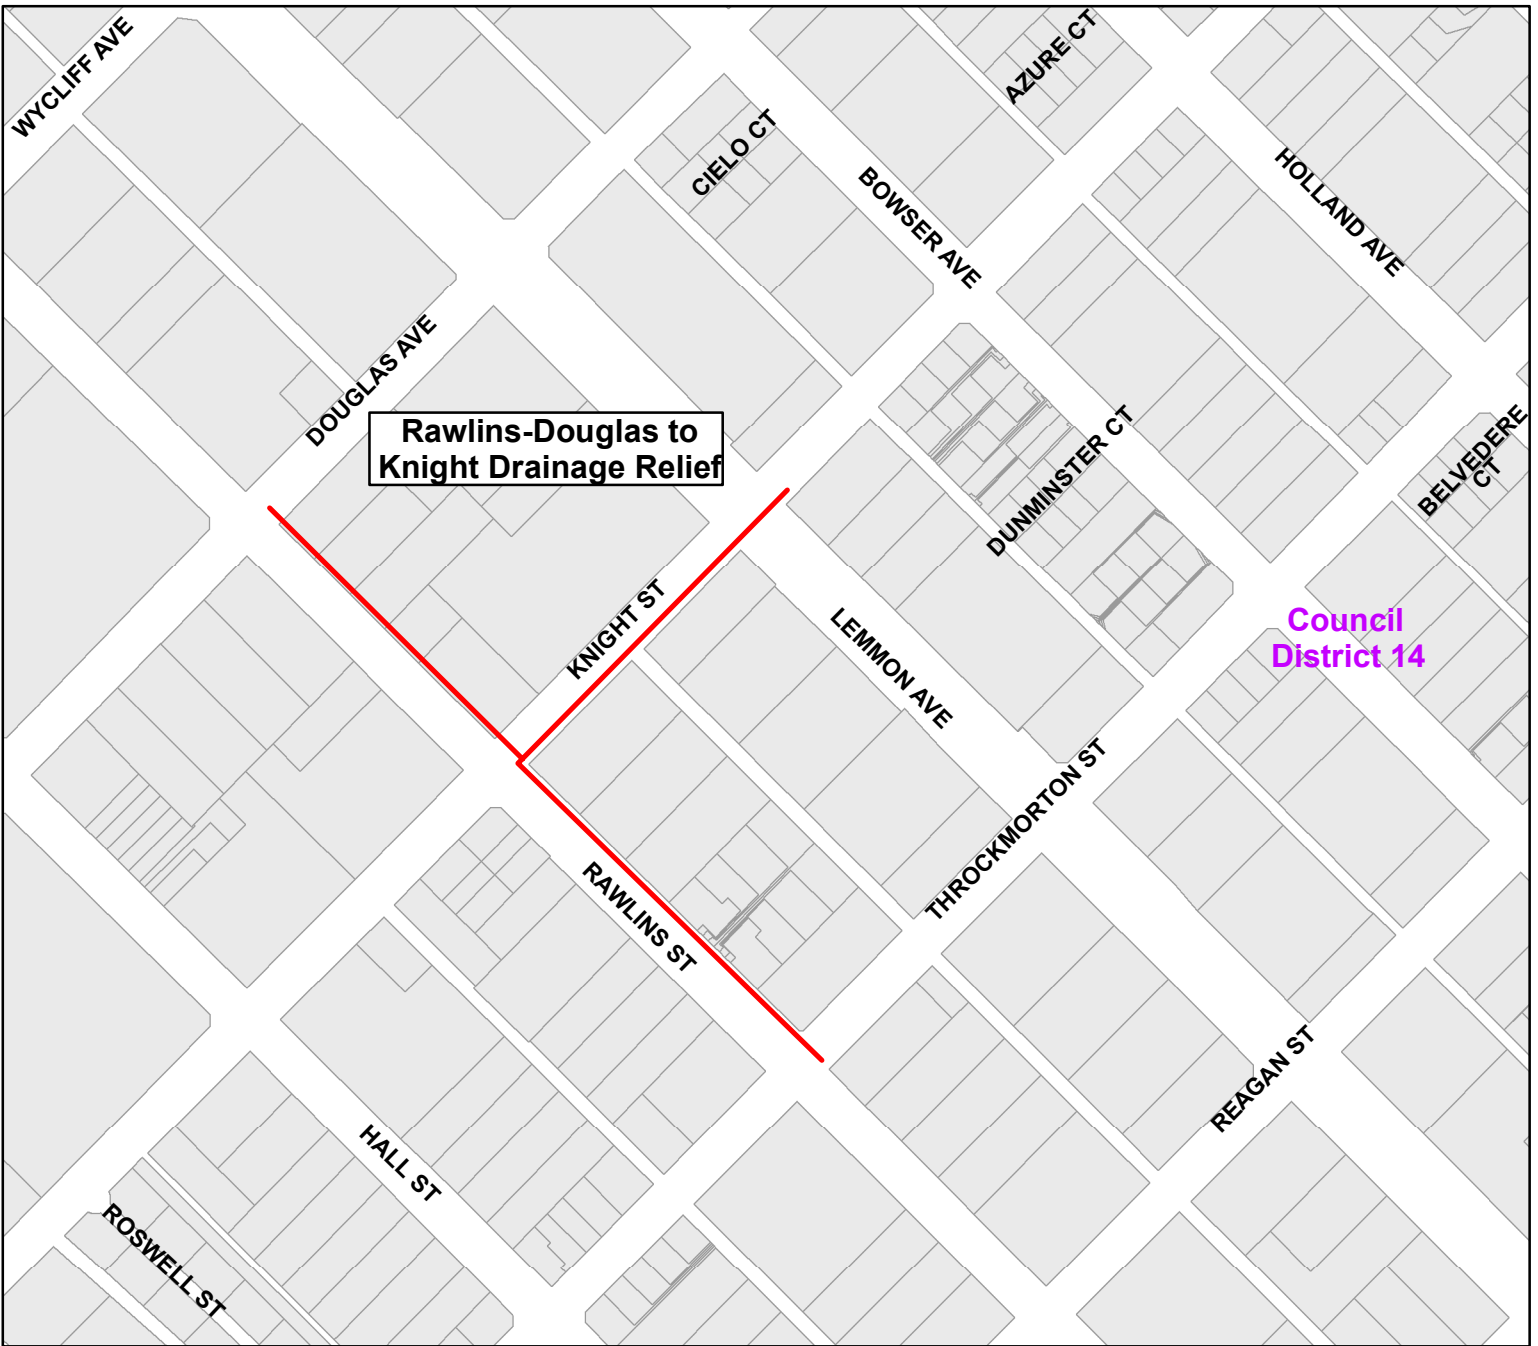 WYCLIFF AVE
AZURE CT
CIELO CT
BOWSER AVE
HOLLAND AVE
DOUGLAS AVE
Rawlins-Douglas to
Knight Drainage Relief
DUNMINSTER CT
BELVEDERE
CT
KNIGHT ST
LEMMON AVE
Council
District 14
THROCKMORTON ST
RAWLINS ST
REAGAN ST
HALL ST
ROSWELL ST